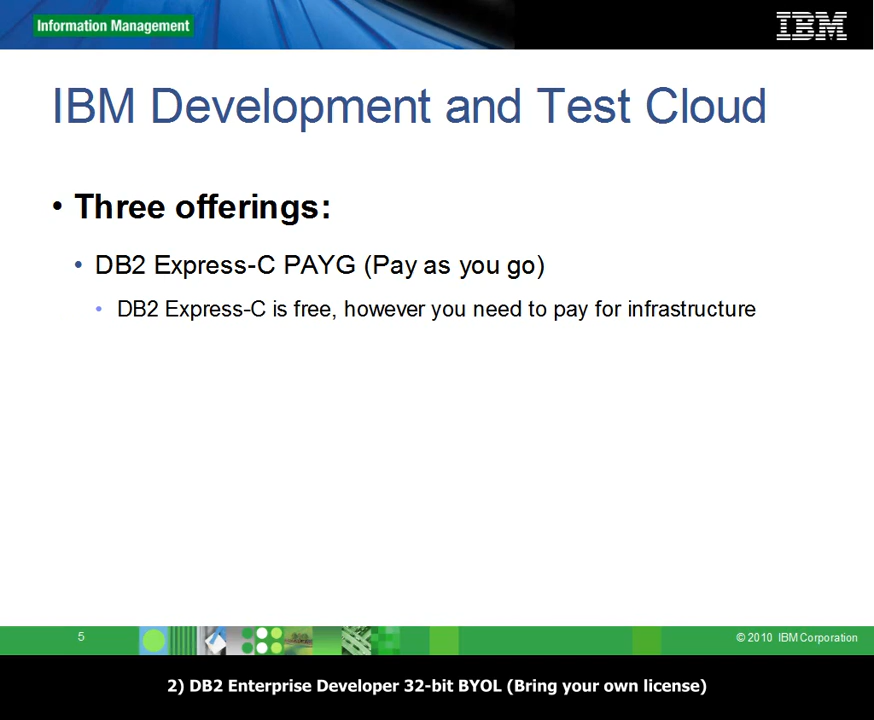 Information Management
IBM
IBM Development and Test Cloud
• Three offerings:
• DB2 Express-C PAYG (Pay as you go)
• DB2 Express-C is free, however you need to pay for infrastructure
5
© 2010 IBM Corporation
2) DB2 Enterprise Developer 32-bit BYOL (Bring your own license)